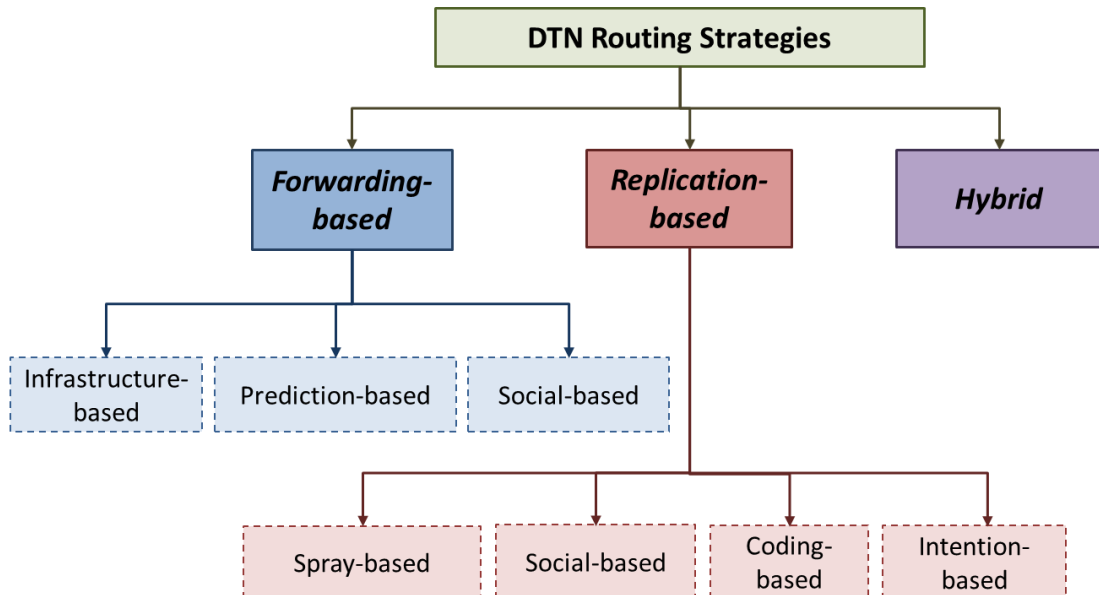 DTN Routing Strategies
Forwarding-
based
Replication-
based
Hybrid
Infrastructure-
based
Prediction-based
Social-based
Spray-based
Social-based
Coding-
based
Intention-
based